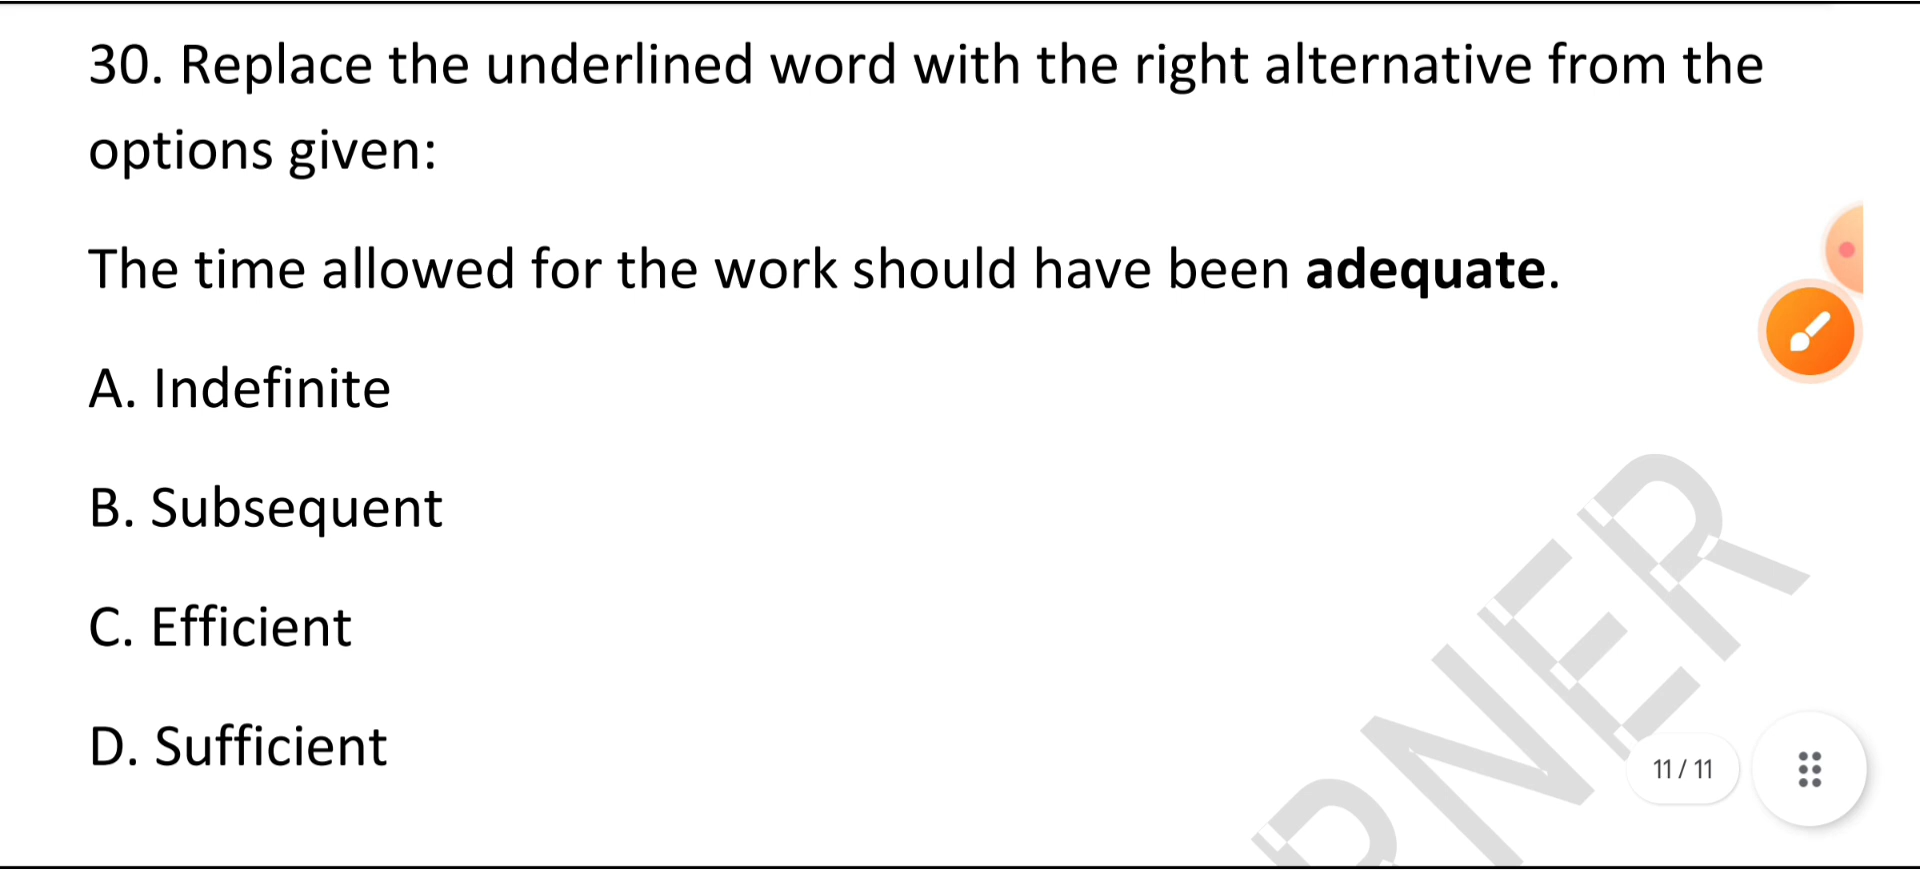 30. Replace the underlined word with the right alternative from the
options given:
The time allowed for the work should have been adequate.
A. Indefinite
B. Subsequent
C. Efficient
D. Sufficient
RNER
11 / 11